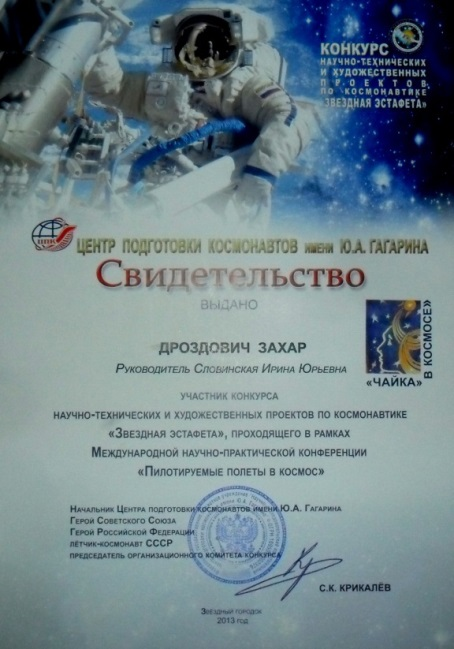 КОНКУРС
НАУЧНО-ТЕХНИЧЕСКИХ
И ХУДОЖЕСТВЕННЫХ
ПРОЕКТОВ
ПО КОСМОНАВТИКЕ
"ЗВЕЗДНАЯ ЭСТАФЕТА"
ЦПК
ЦЕНТР ПОДГОТОВКИ КОСМОНАВТОВ ИМЕНИ Ю.А. ГАГАРИНА
Свидетельство
ВЫДАНО
ДРОЗДОВИЧ ЗАХАР
Руководитель Словинская Ирина Юрьевна
«ЧАЙКА»
В КОСМОСЕ»
УЧАСТНИК КОНКУРСА
НАУЧНО-ТЕХНИЧЕСКИХ И ХУДОЖЕСТВЕННЫХ ПРОЕКТОВ ПО КОСМОНАВТИКЕ
«ЗВЕЗДНАЯ ЭСТАФЕТА», ПРОХОДЯЩЕГО В РАМКАХ
МЕЖДУНАРОДНОЙ НАУЧНО-ПРАКТИЧЕСКОЙ КОНФЕРЕНЦИИ
«ПИЛОТИРУЕМЫЕ ПОЛЕТЫ В КОСМОС»
НАЧАЛЬНИК ЦЕНТРА ПОДГОТОВКИ КОСМОНАВТОВ ИМЕНИ Ю.А. ГАГАРИНА
ГЕРОЙ СОВЕТСКОГО СОЮЗА
ГЕРОЙ РОССИЙСКОЙ ФЕДЕРАЦИИ
ЛЁТЧИК-КОСМОНАВТ СССР
ПРЕДСЕДАТЕЛЬ ОРГАНИЗАЦИОННОГО КОМИТЕТА КОНКУРСА
С.К. КРИКАЛЁВ
ЗВЁЗДНЫЙ ГОРОДОК
2013 ГОД